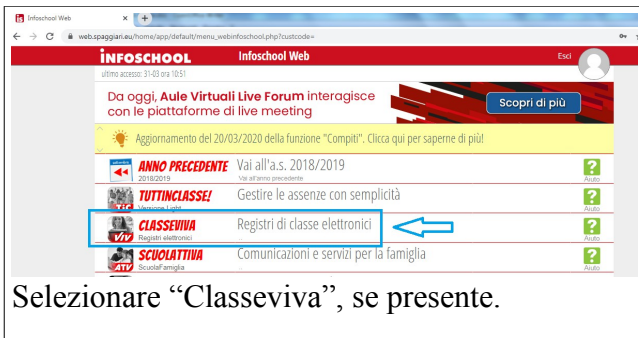 Infoschool Web
web.spaggiari.eu/home/app/default/menu_webinfoschool.php?custcode=
INFOSCHOOL Infoschool Web Esci
ultimo accesso: 31-03 ora 10:51
Da oggi, Aule Virtuali Live Forum interagisce
con le piattaforme di live meeting
Scopri di più
Aggiornamento del 20/03/2020 della funzione "Compiti". Clicca qui per saperne di più!
ANNO PRECEDENTE Vai all'a.s. 2018/2019
2018/2019 Vai all'anno precedente Aiuto
TUTTINCLASSE! Gestire le assenze con semplicità
TiC Versione Light Aiuto
CLASSEVIVA Registri di classe elettronici
ViV Registri elettronici Aiuto
SCUOLATTIVA Comunicazioni e servizi per la famiglia
ATV ScuolaFamiglia Aiuto
Selezionare “Classeviva”, se presente.